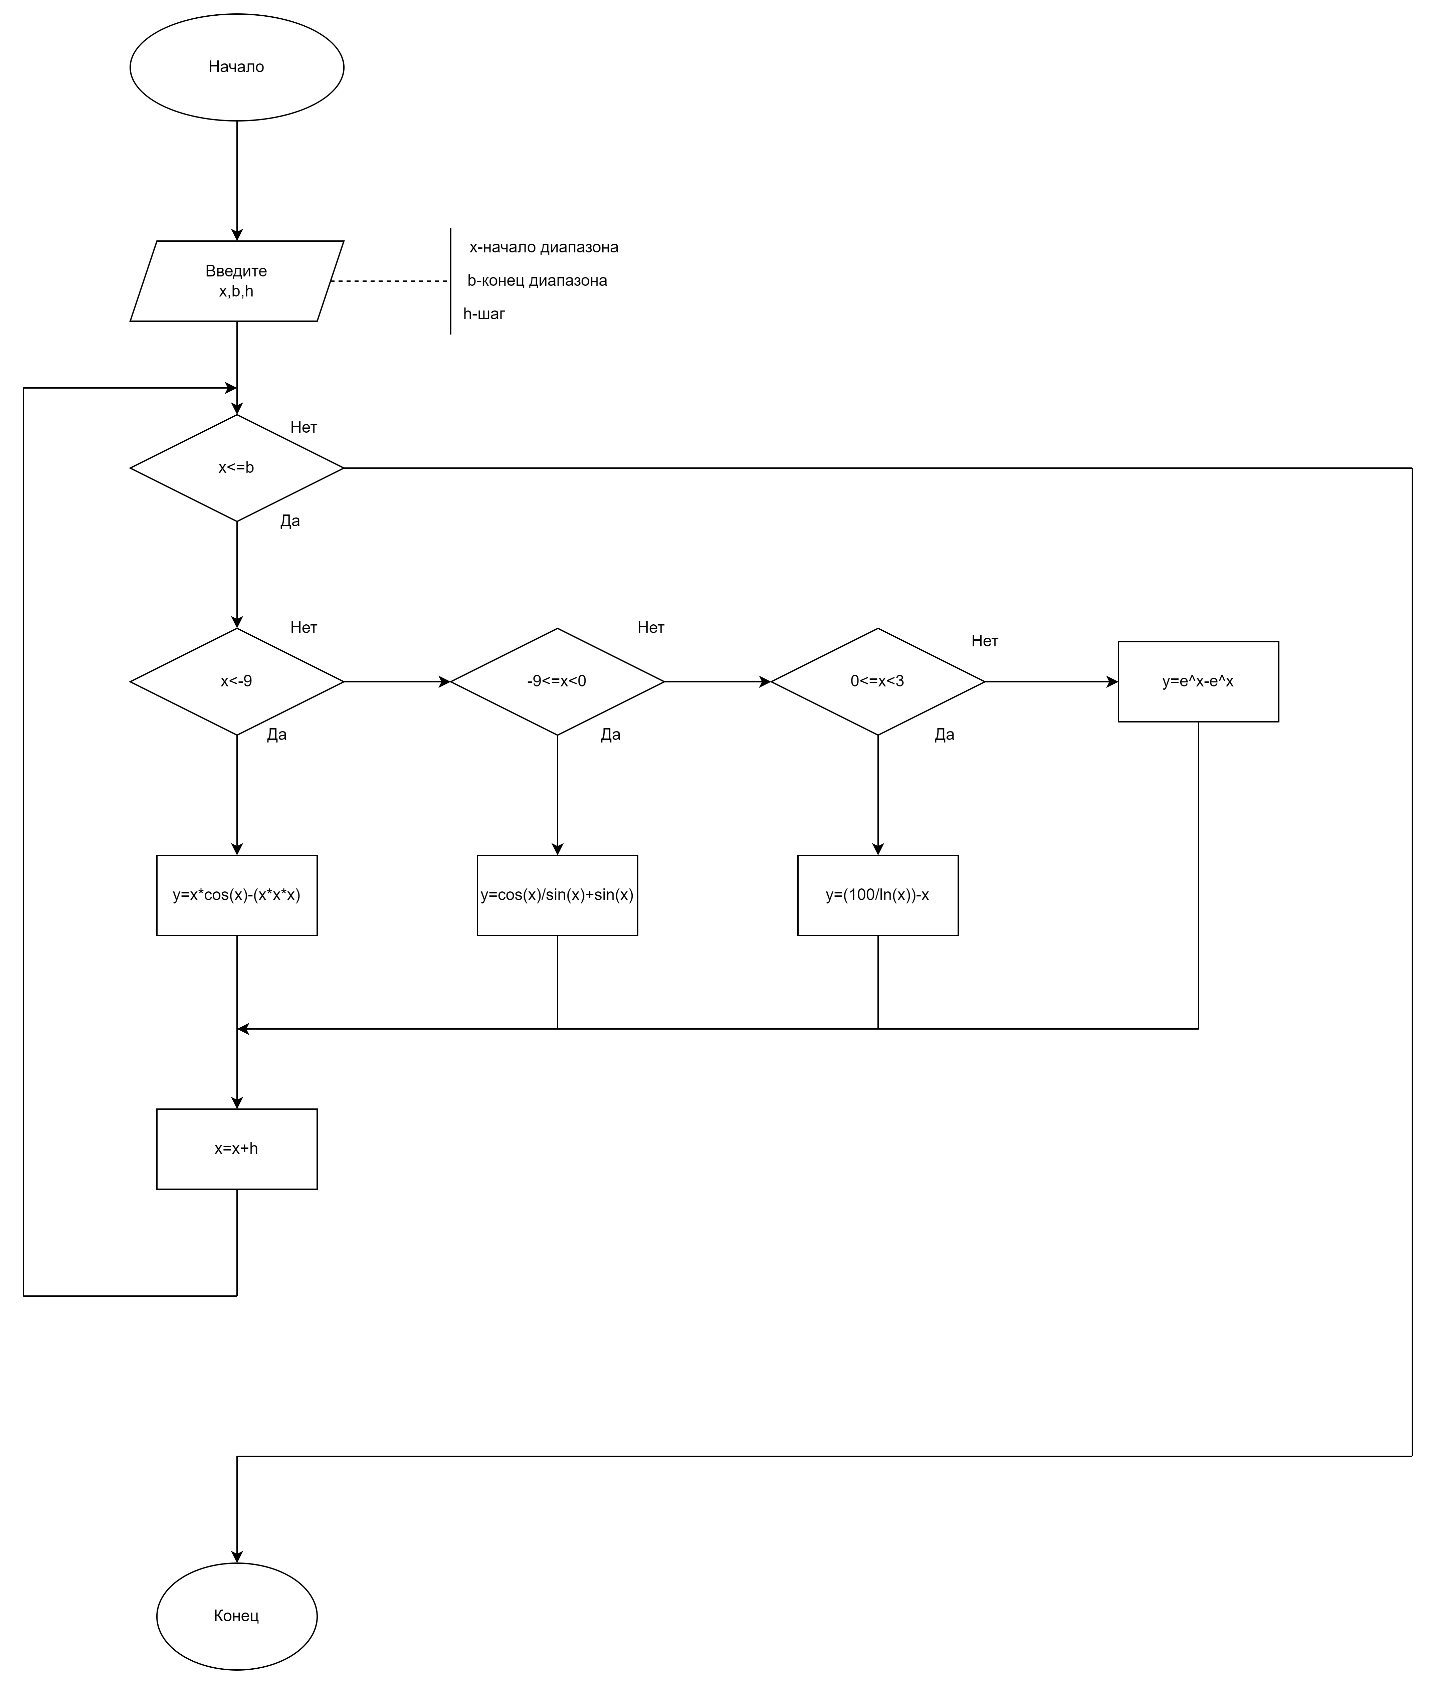 Начало
Введите
x,b,h
x-начало диапазона
b-конец диапазона
h-шаг
Нет
x<=b
Да
Нет
Нет
Нет
x<-9
-9<=x<0
0<=x<3
y=e^x-e^x
Да
Да
Да
y=x*cos(x)-(x*x*x)
y=cos(x)/sin(x)+sin(x)
y=(100/ln(x))-x
x=x+h
Конец